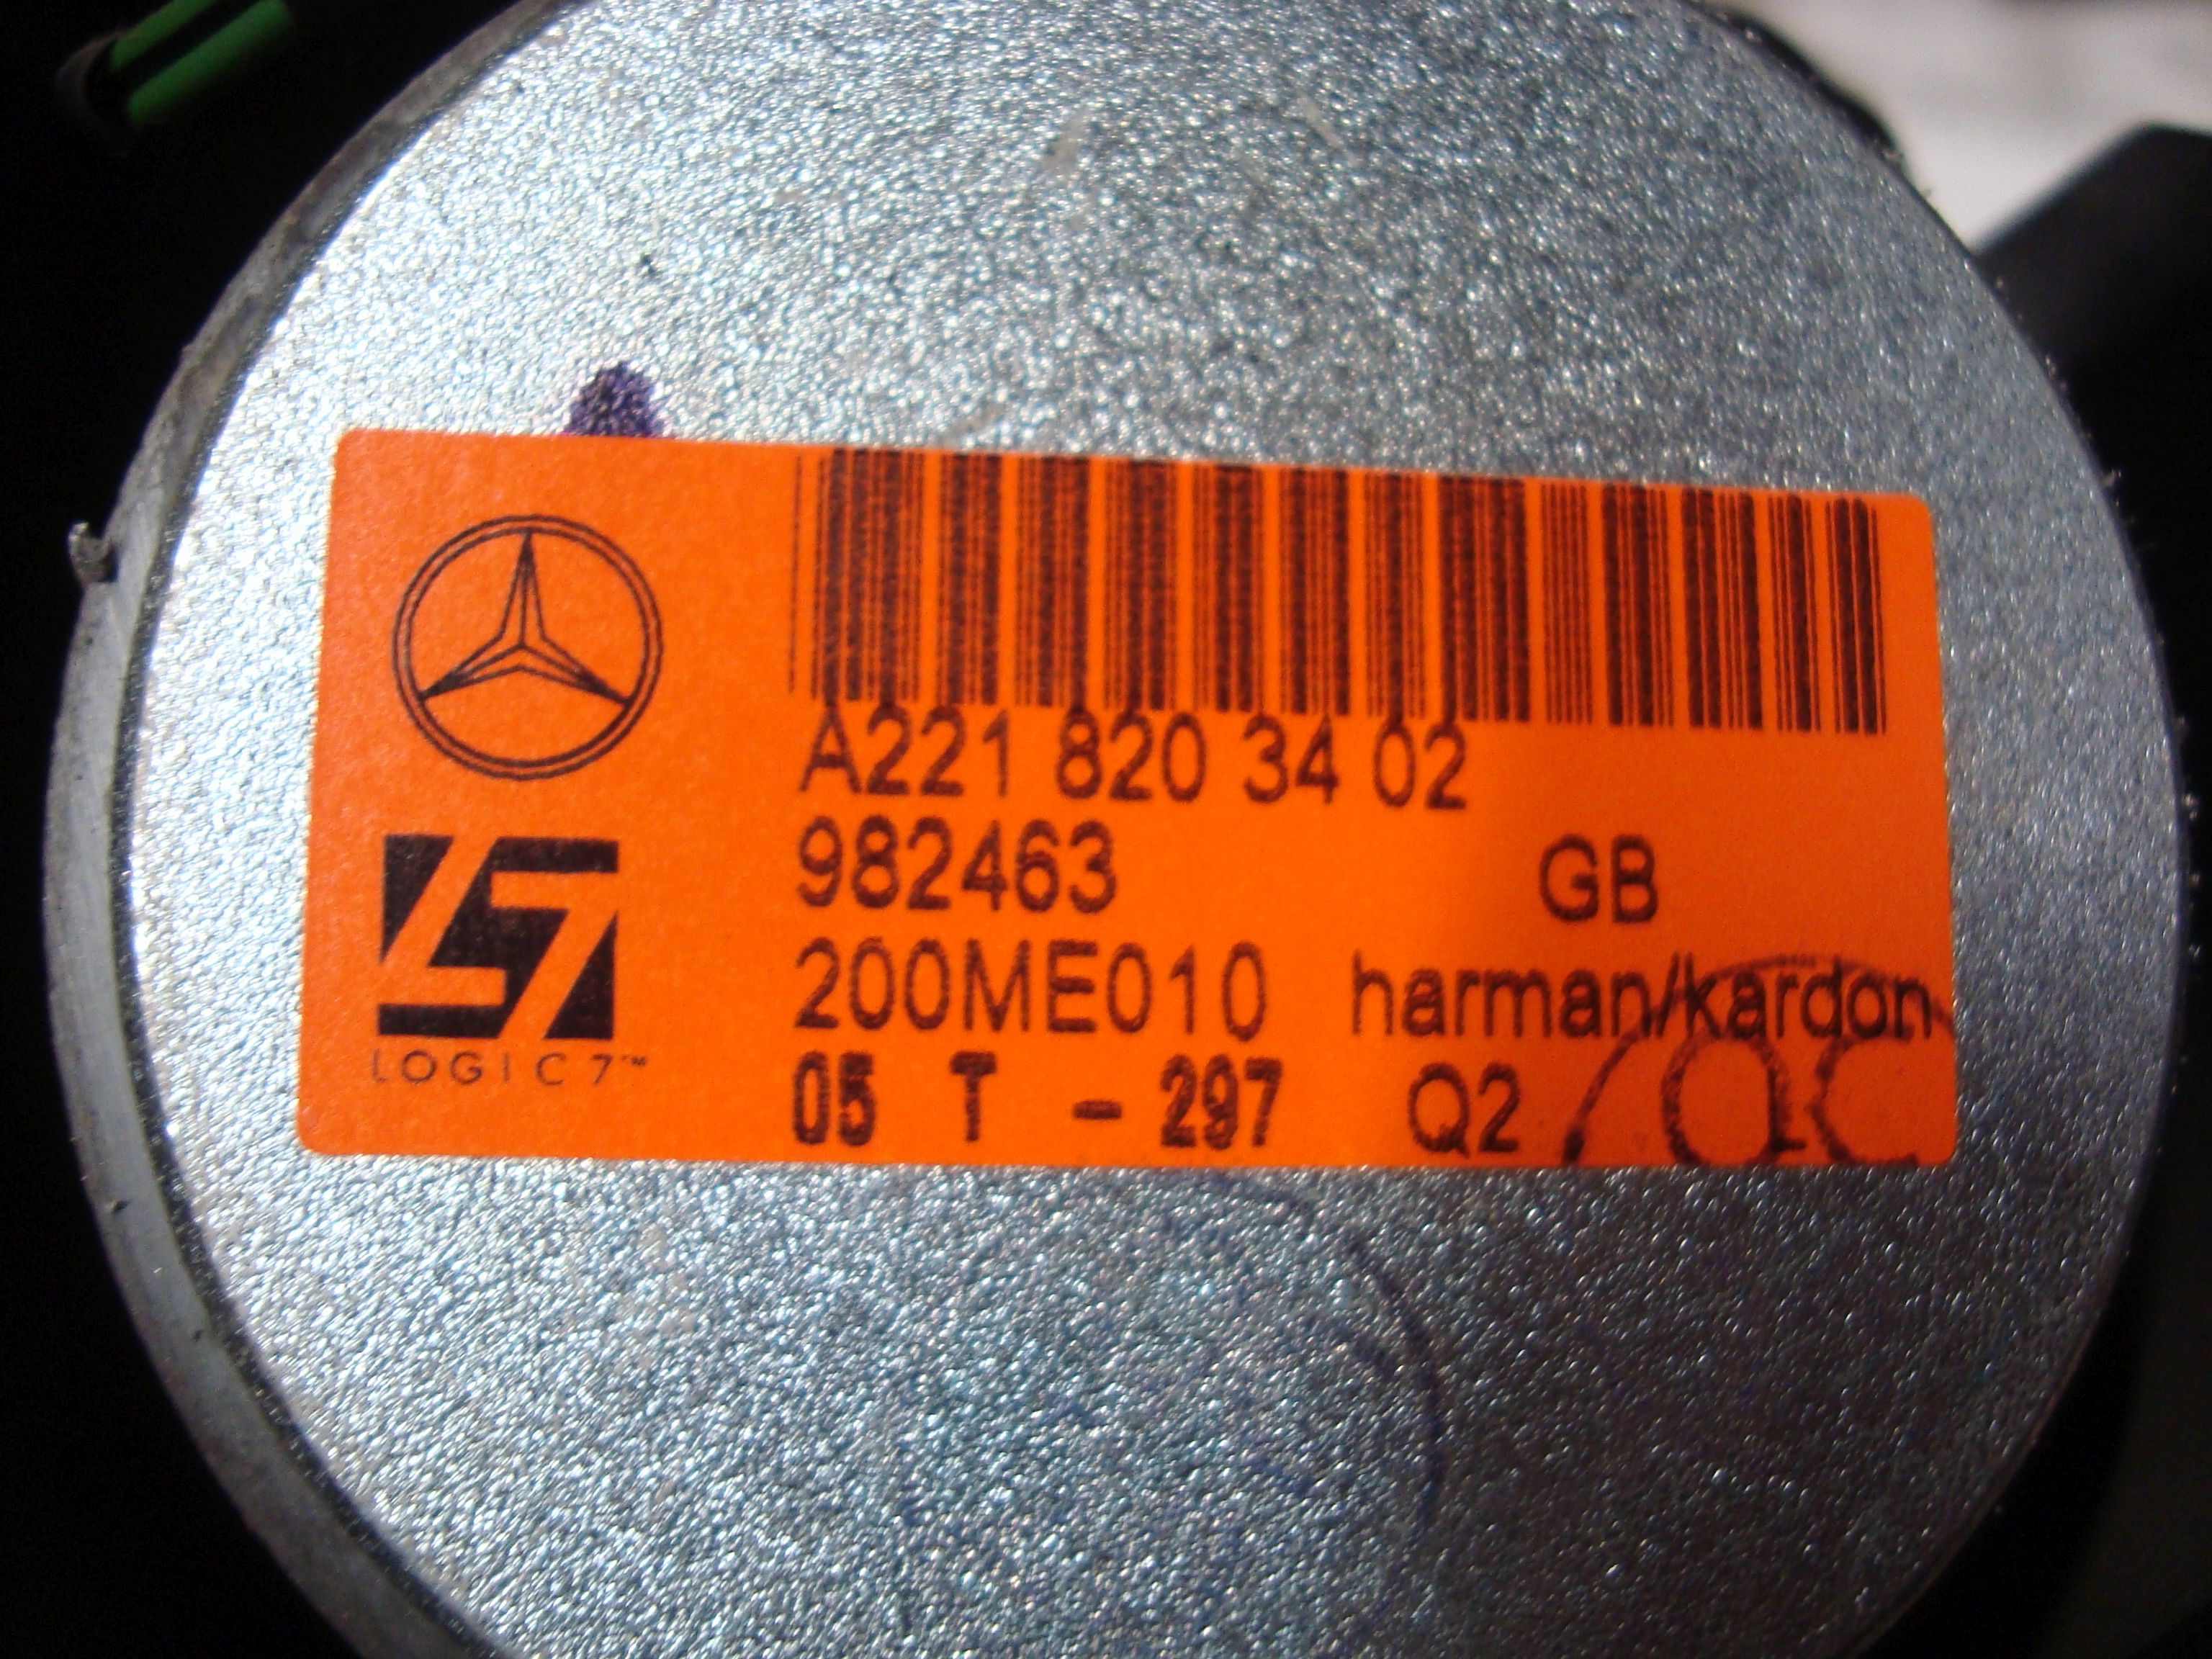 A221 820 34 02
982463 GB
200ME010 harman/kardon
LOGIC7™
05 T - 297 Q2